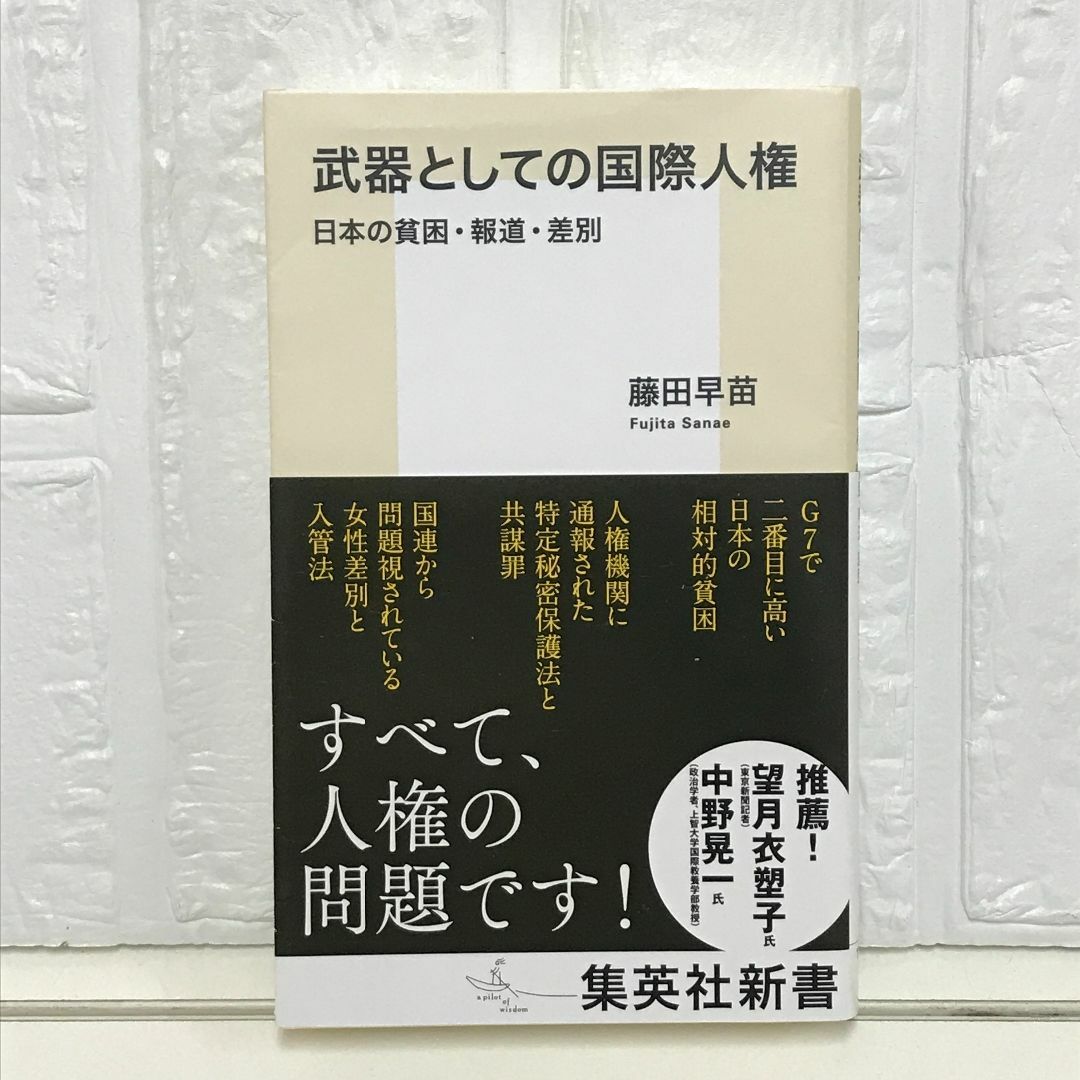 武器としての国際人権
日本の貧困・報道・差別
藤田早苗
Fujita Sanae
G7で
二番目に高い
日本の
相対的貧困
人権機関に
通報された
特定秘密保護法と
共謀罪
国連から
問題視されている
女性差別と
入管法
すべて、
人権の
問題です!
推薦!
望月衣塑子氏
(東京新聞記者)
中野晃一氏
(政治学者、上智大学国際教養学部教授)
a pilot
of
wisdom
集英社新書